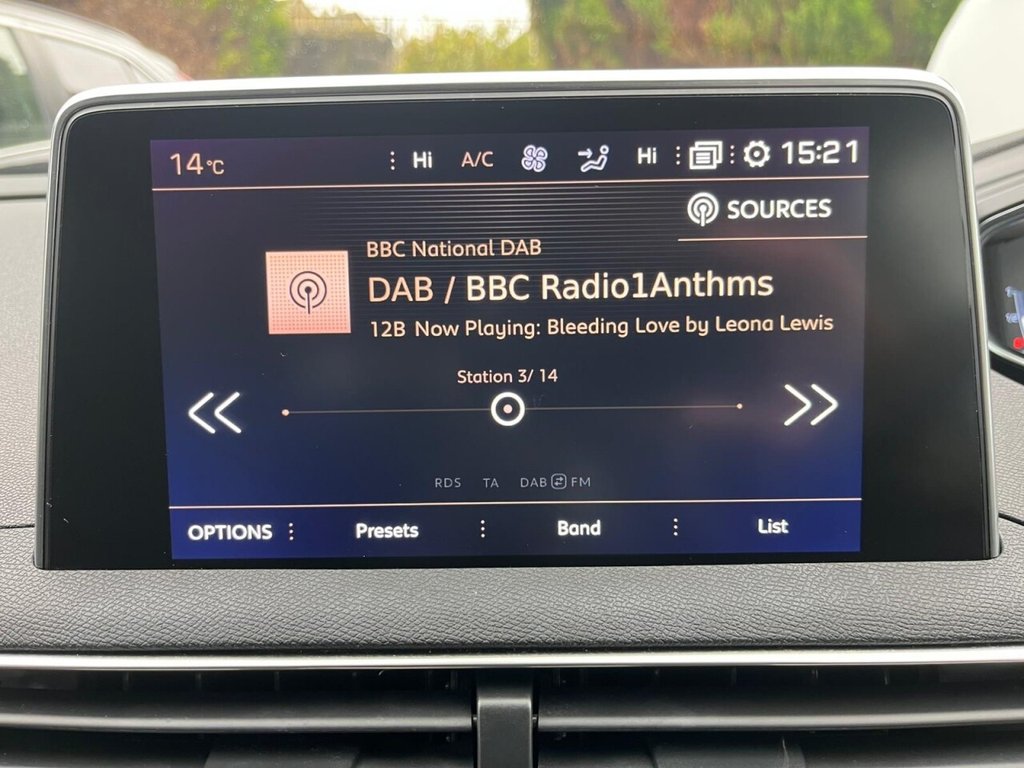 14°C Hi A/C Hi 15:21
SOURCES
BBC National DAB
DAB / BBC Radio1Anthms
12B Now Playing: Bleeding Love by Leona Lewis
Station 3/ 14
RDS TA DAB FM
OPTIONS Presets Band List